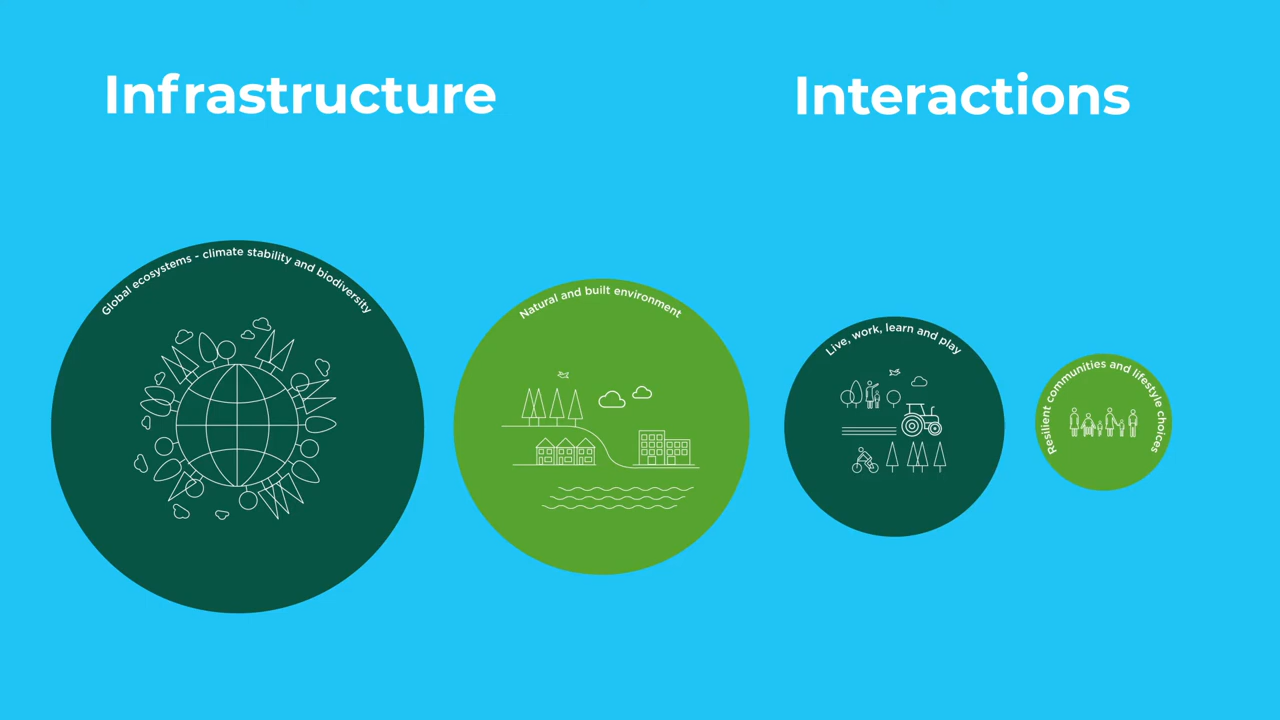 Infrastructure
Interactions
Global ecosystems - climate stability and biodiversity
Natural and built environment
Live, work, learn and play
Resilient communities and lifestyle choices